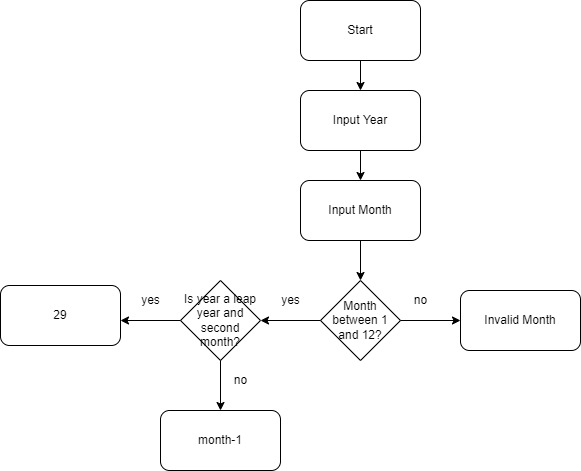 Start
Input Year
Input Month
Month
between 1
and 12?
yes
no
Is year a leap
year and
second
month?
yes
no
29
Invalid Month
month-1